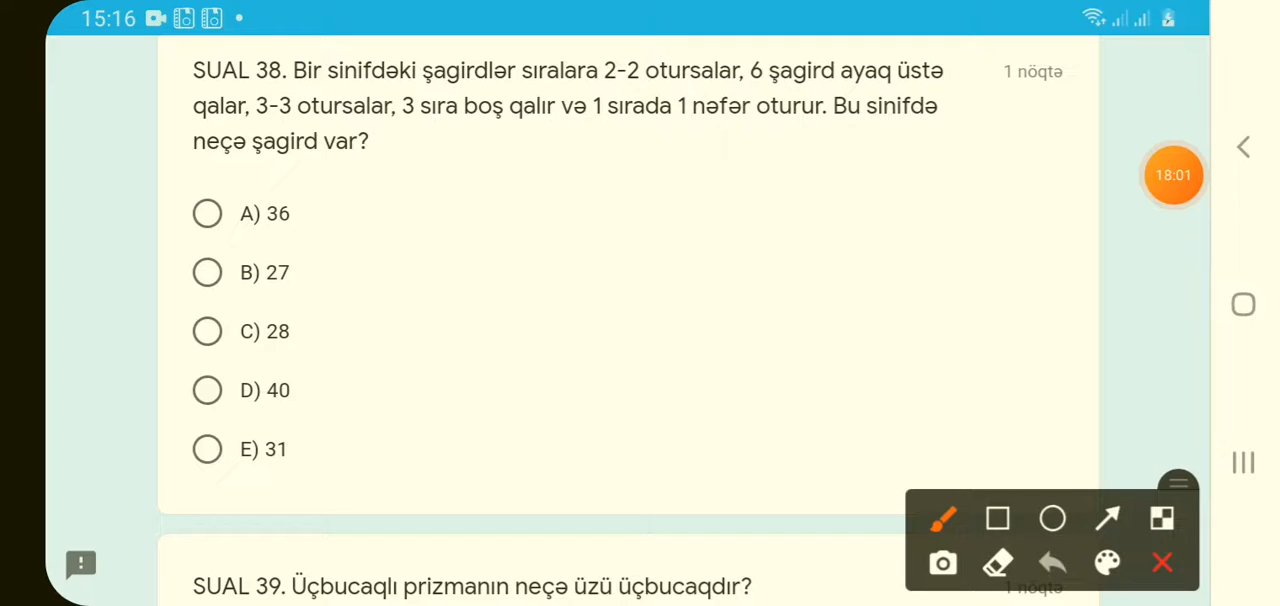 15:16
SUAL 38. Bir sinifdəki şagirdlər sıralara 2-2 otursalar, 6 şagird ayaq üstə
1 nöqtə
qalar, 3-3 otursalar, 3 sıra boş qalır və 1 sırada 1 nəfər oturur. Bu sinifdə
neçə şagird var?
18:01
A) 36
B) 27
C) 28
D) 40
E) 31
SUAL 39. Üçbucaqlı prizmanın neçə üzü üçbucaqdır?
1 nöqtə